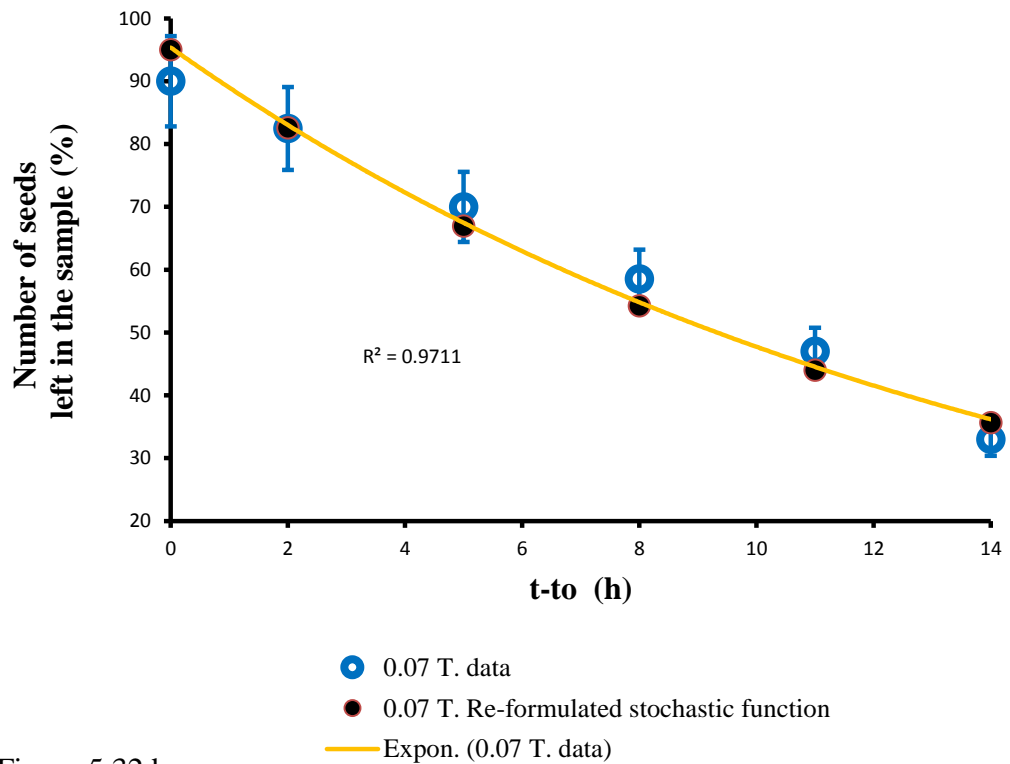 100
90
80
70
60
50
40
30
20
Number of seeds
left in the sample (%)
R² = 0.9711
0 2 4 6 8 10 12 14
t-to (h)
0.07 T. data
0.07 T. Re-formulated stochastic function
Expon. (0.07 T. data)